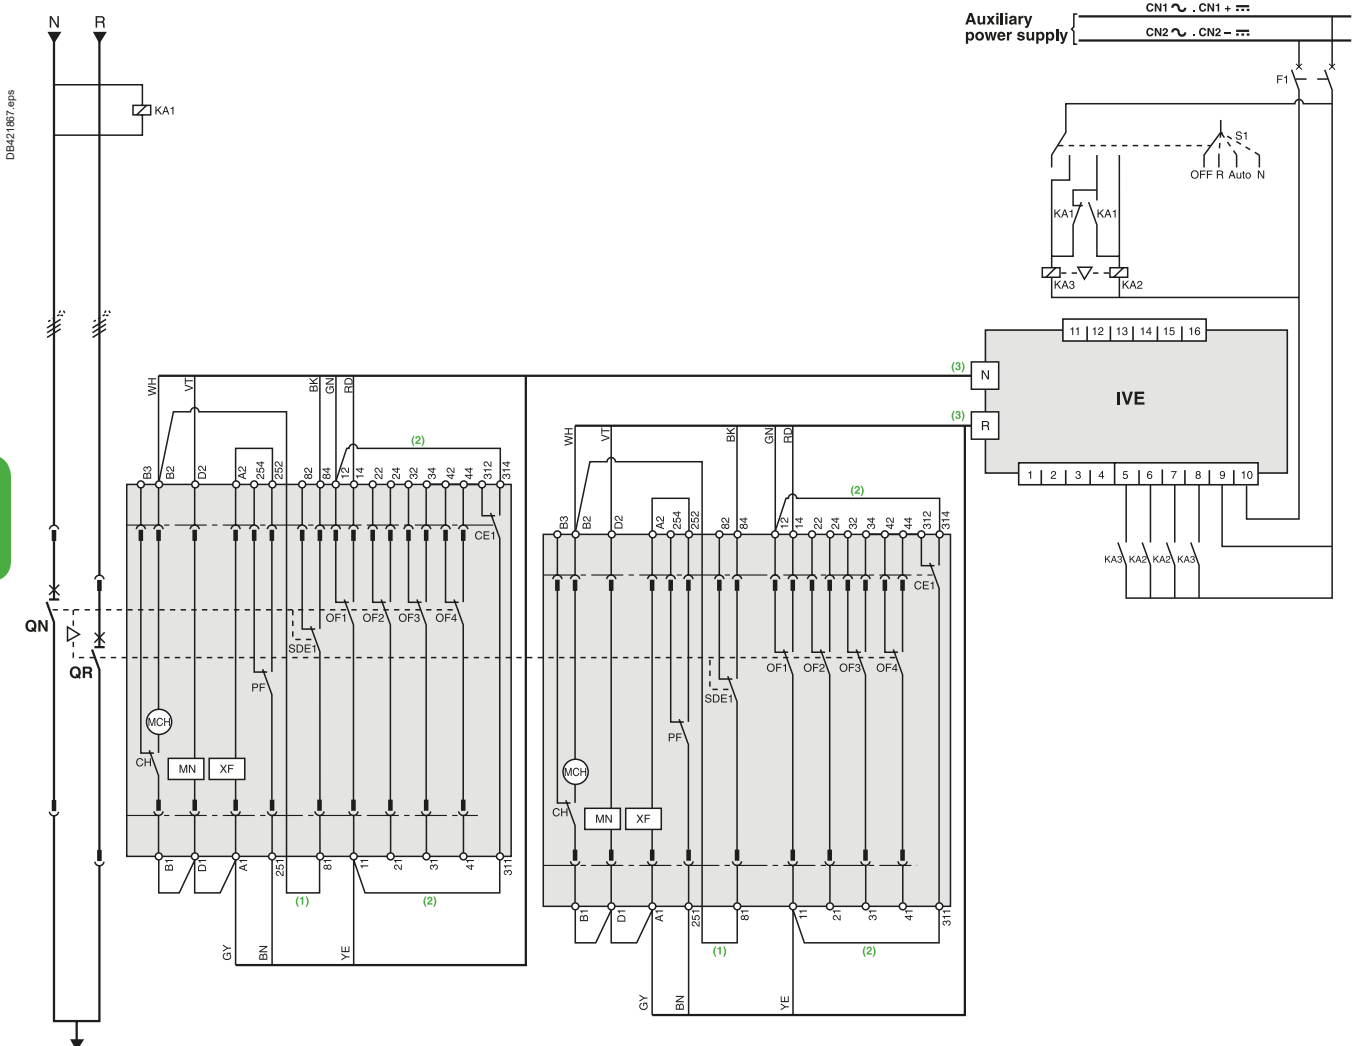 N R
CN1 ∿ . CN1 + ⎓
Auxiliary
power supply
CN2 ∿ . CN2 – ⎓
F1
DB421867.eps
KA1
S1
OFF R Auto N
KA1 KA1
KA3 KA2
11 12 13 14 15 16
(3) N
IVE
(3) R
1 2 3 4 5 6 7 8 9 10
KA3 KA2 KA2 KA3
WH VT BK GN RD
(2)
B3 B2 D2 A2 254 252 82 84 12 14 22 24 32 34 42 44 312 314
CE1
OF1 OF2 OF3 OF4
SDE1
PF
MCH
CH MN XF
B1 D1 A1 251 81 11 21 31 41 311
(1) (2)
GY BN YE
QN
QR
WH VT BK GN RD
(2)
B3 B2 D2 A2 254 252 82 84 12 14 22 24 32 34 42 44 312 314
CE1
OF1 OF2 OF3 OF4
SDE1
PF
MCH
CH MN XF
B1 D1 A1 251 81 11 21 31 41 311
(1) (2)
GY BN YE